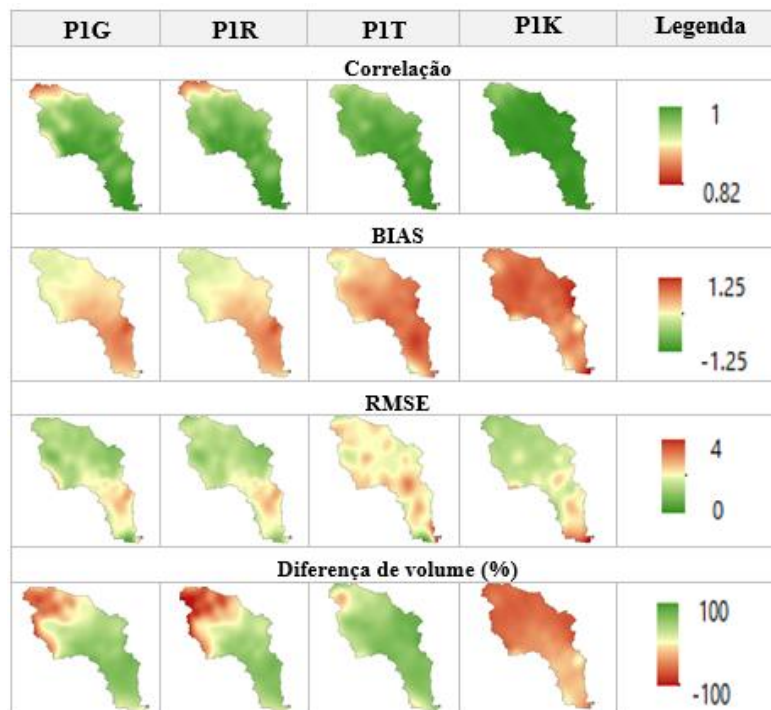 P1G P1R P1T P1K Legenda
Correlação
1
0.82
BIAS
1.25
-1.25
RMSE
4
0
Diferença de volume (%)
100
-100